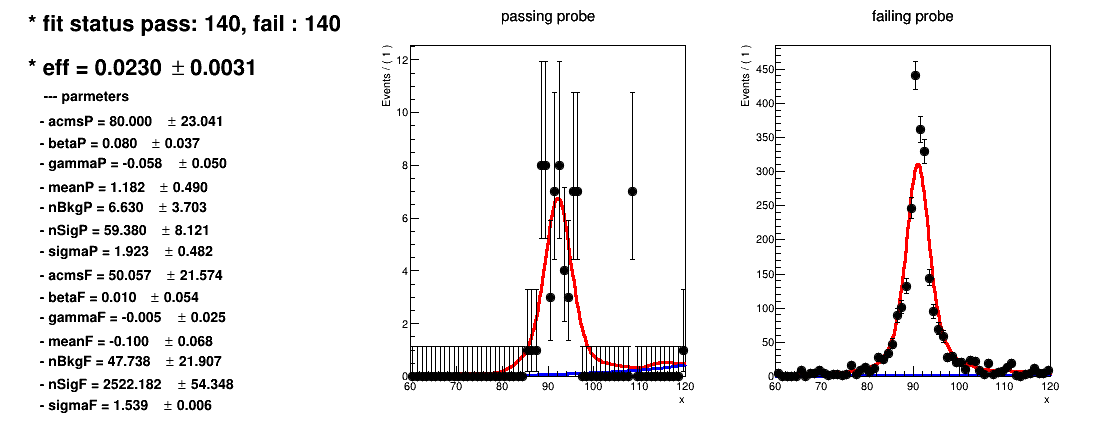 * fit status pass: 140, fail : 140
* eff = 0.0230 ± 0.0031
--- parmeters
- acmsP = 80.000 ± 23.041
- betaP = 0.080 ± 0.037
- gammaP = -0.058 ± 0.050
- meanP = 1.182 ± 0.490
- nBkgP = 6.630 ± 3.703
- nSigP = 59.380 ± 8.121
- sigmaP = 1.923 ± 0.482
- acmsF = 50.057 ± 21.574
- betaF = 0.010 ± 0.054
- gammaF = -0.005 ± 0.025
- meanF = -0.100 ± 0.068
- nBkgF = 47.738 ± 21.907
- nSigF = 2522.182 ± 54.348
- sigmaF = 1.539 ± 0.006
passing probe
Events / ( 1 )
12
10
8
6
4
2
0
60 70 80 90 100 110 120
x
failing probe
Events / ( 1 )
450
400
350
300
250
200
150
100
50
0
60 70 80 90 100 110 120
x